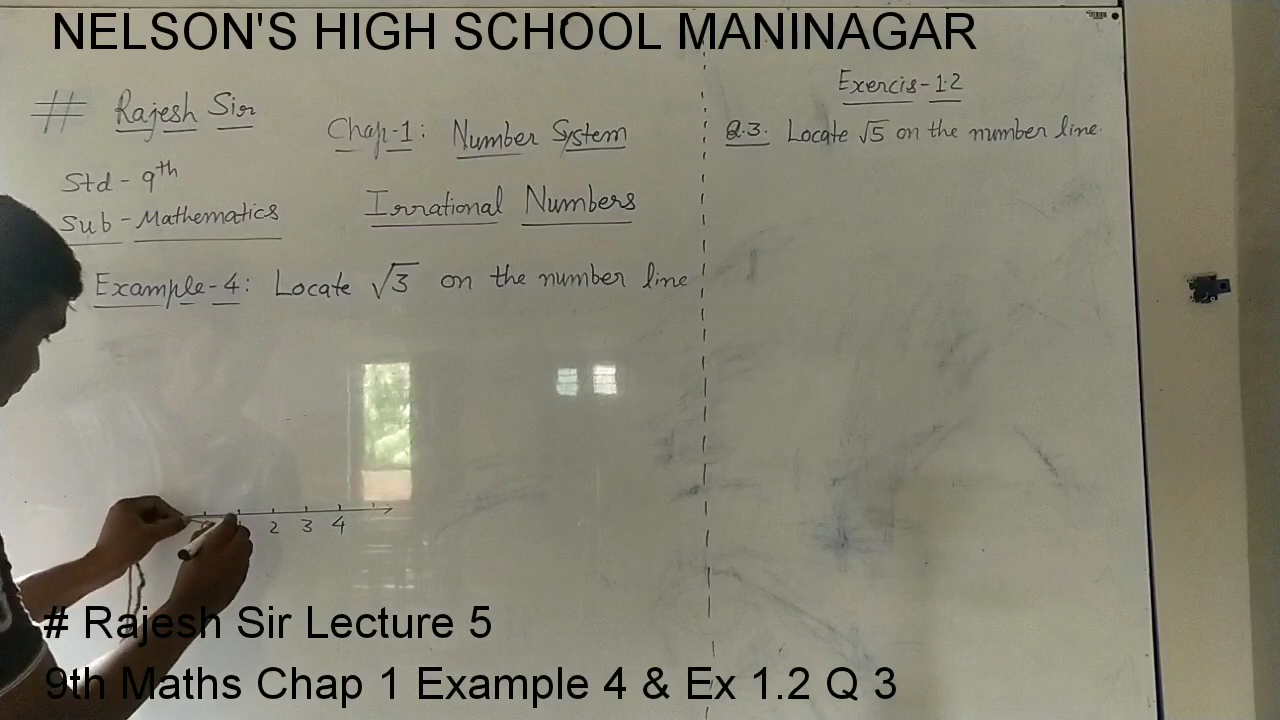 NELSON'S HIGH SCHOOL MANINAGAR
# Rajesh Sir
Std - 9th
Sub - Mathematics
Chap-1: Number System
Irrational Numbers
Example-4: Locate √3 on the number line
2 3 4
Exercis-1.2
Q.3. Locate √5 on the number line.
# Rajesh Sir Lecture 5
9th Maths Chap 1 Example 4 & Ex 1.2 Q 3